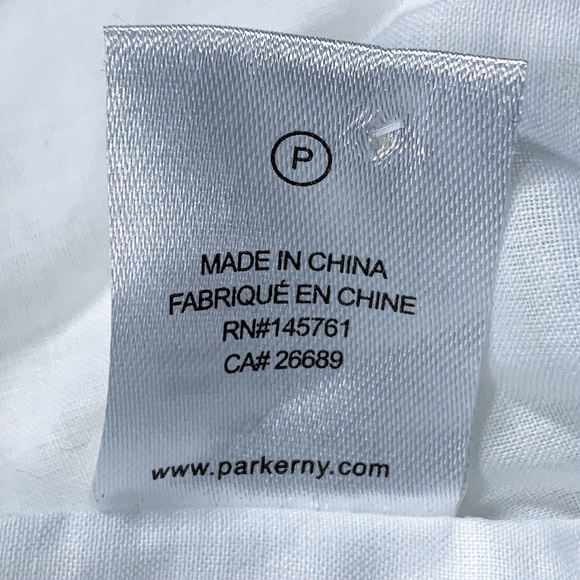 P
MADE IN CHINA
FABRIQUÉ EN CHINE
RN#145761
CA# 26689
www.parkerny.com